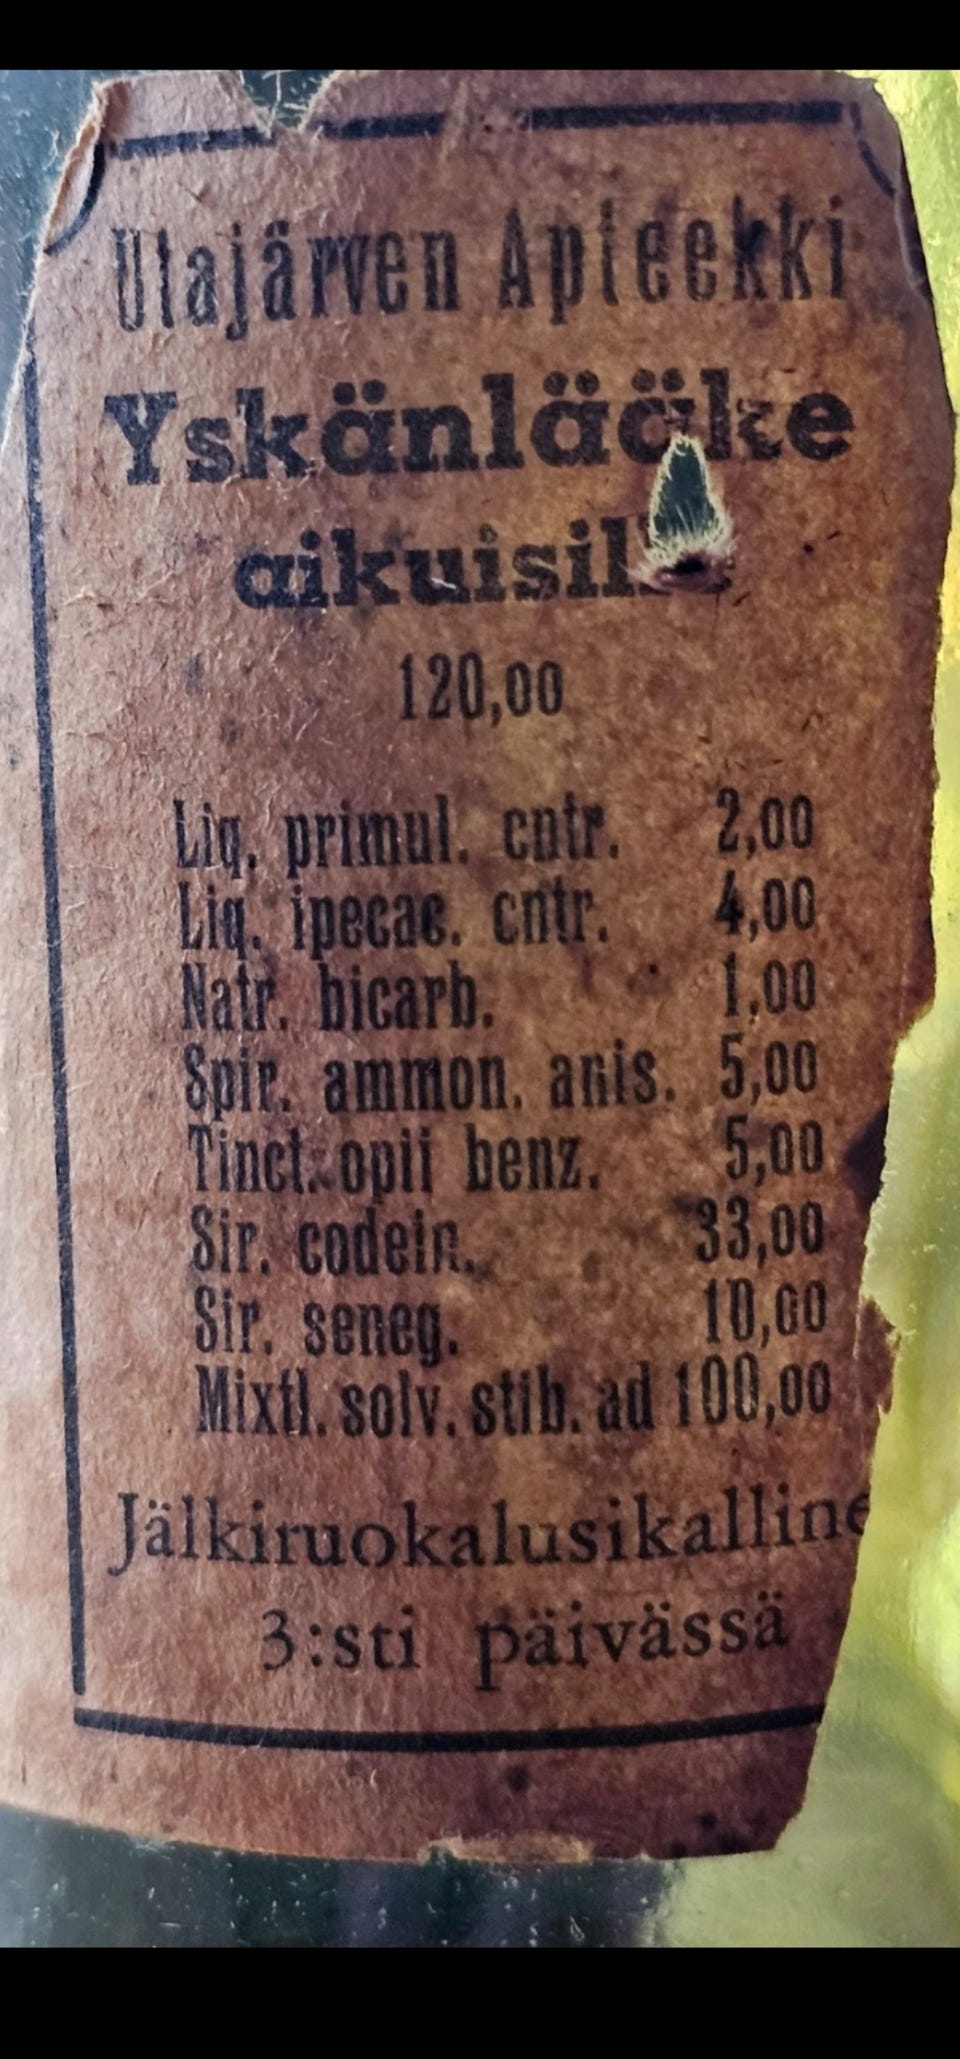 Utajärven Apteekki
Yskänlääke
aikuisil
120,00
Liq. primul. cntr. 2,00
Liq. ipecac. cntr. 4,00
Natr. bicarb. 1,00
Spir. ammon. anis. 5,00
Tinct. opii benz. 5,00
Sir. codein. 33,00
Sir. seneg. 10,00
Mixtl. solv. stib. ad 100,00
Jälkiruokalusikalline
3:sti päivässä